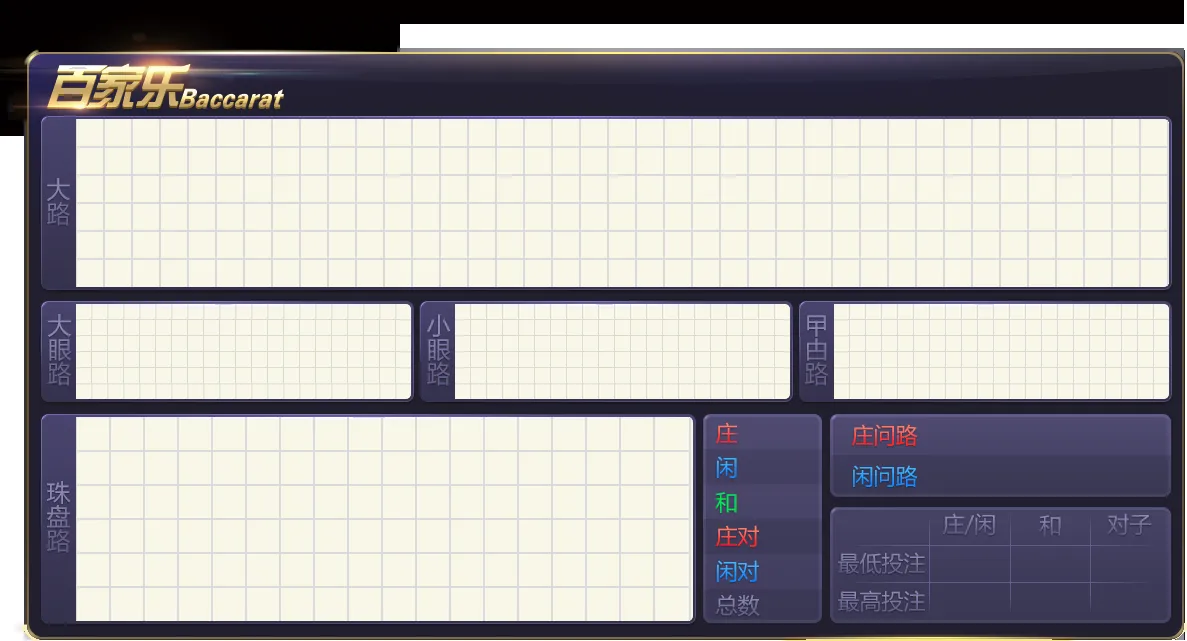 百家乐Baccarat
大路
大眼路
小眼路
曱甴路
珠盘路
庄
闲
和
庄对
闲对
总数
庄问路
闲问路
庄/闲 和 对子
最低投注
最高投注